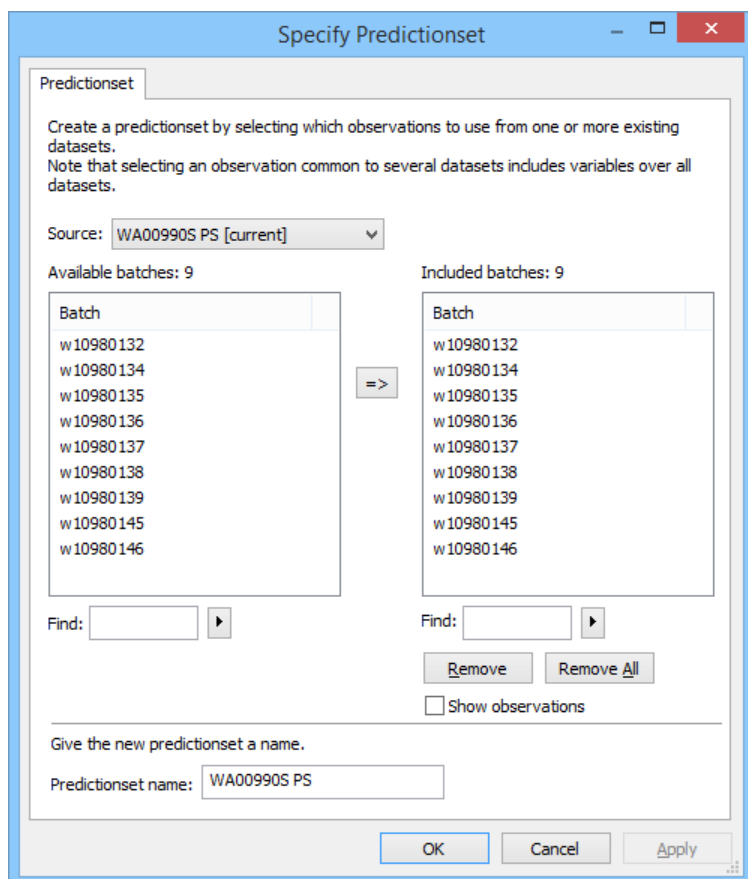 Specify Predictionset
Predictionset
Create a predictionset by selecting which observations to use from one or more existing
datasets.
Note that selecting an observation common to several datasets includes variables over all
datasets.
Source: WA00990S PS [current]
Available batches: 9
Batch
w10980132
w10980134
w10980135
w10980136
w10980137
w10980138
w10980139
w10980145
w10980146
Find:
=>
Included batches: 9
Batch
w10980132
w10980134
w10980135
w10980136
w10980137
w10980138
w10980139
w10980145
w10980146
Find:
Remove Remove All
Show observations
Give the new predictionset a name.
Predictionset name: WA00990S PS
OK Cancel Apply